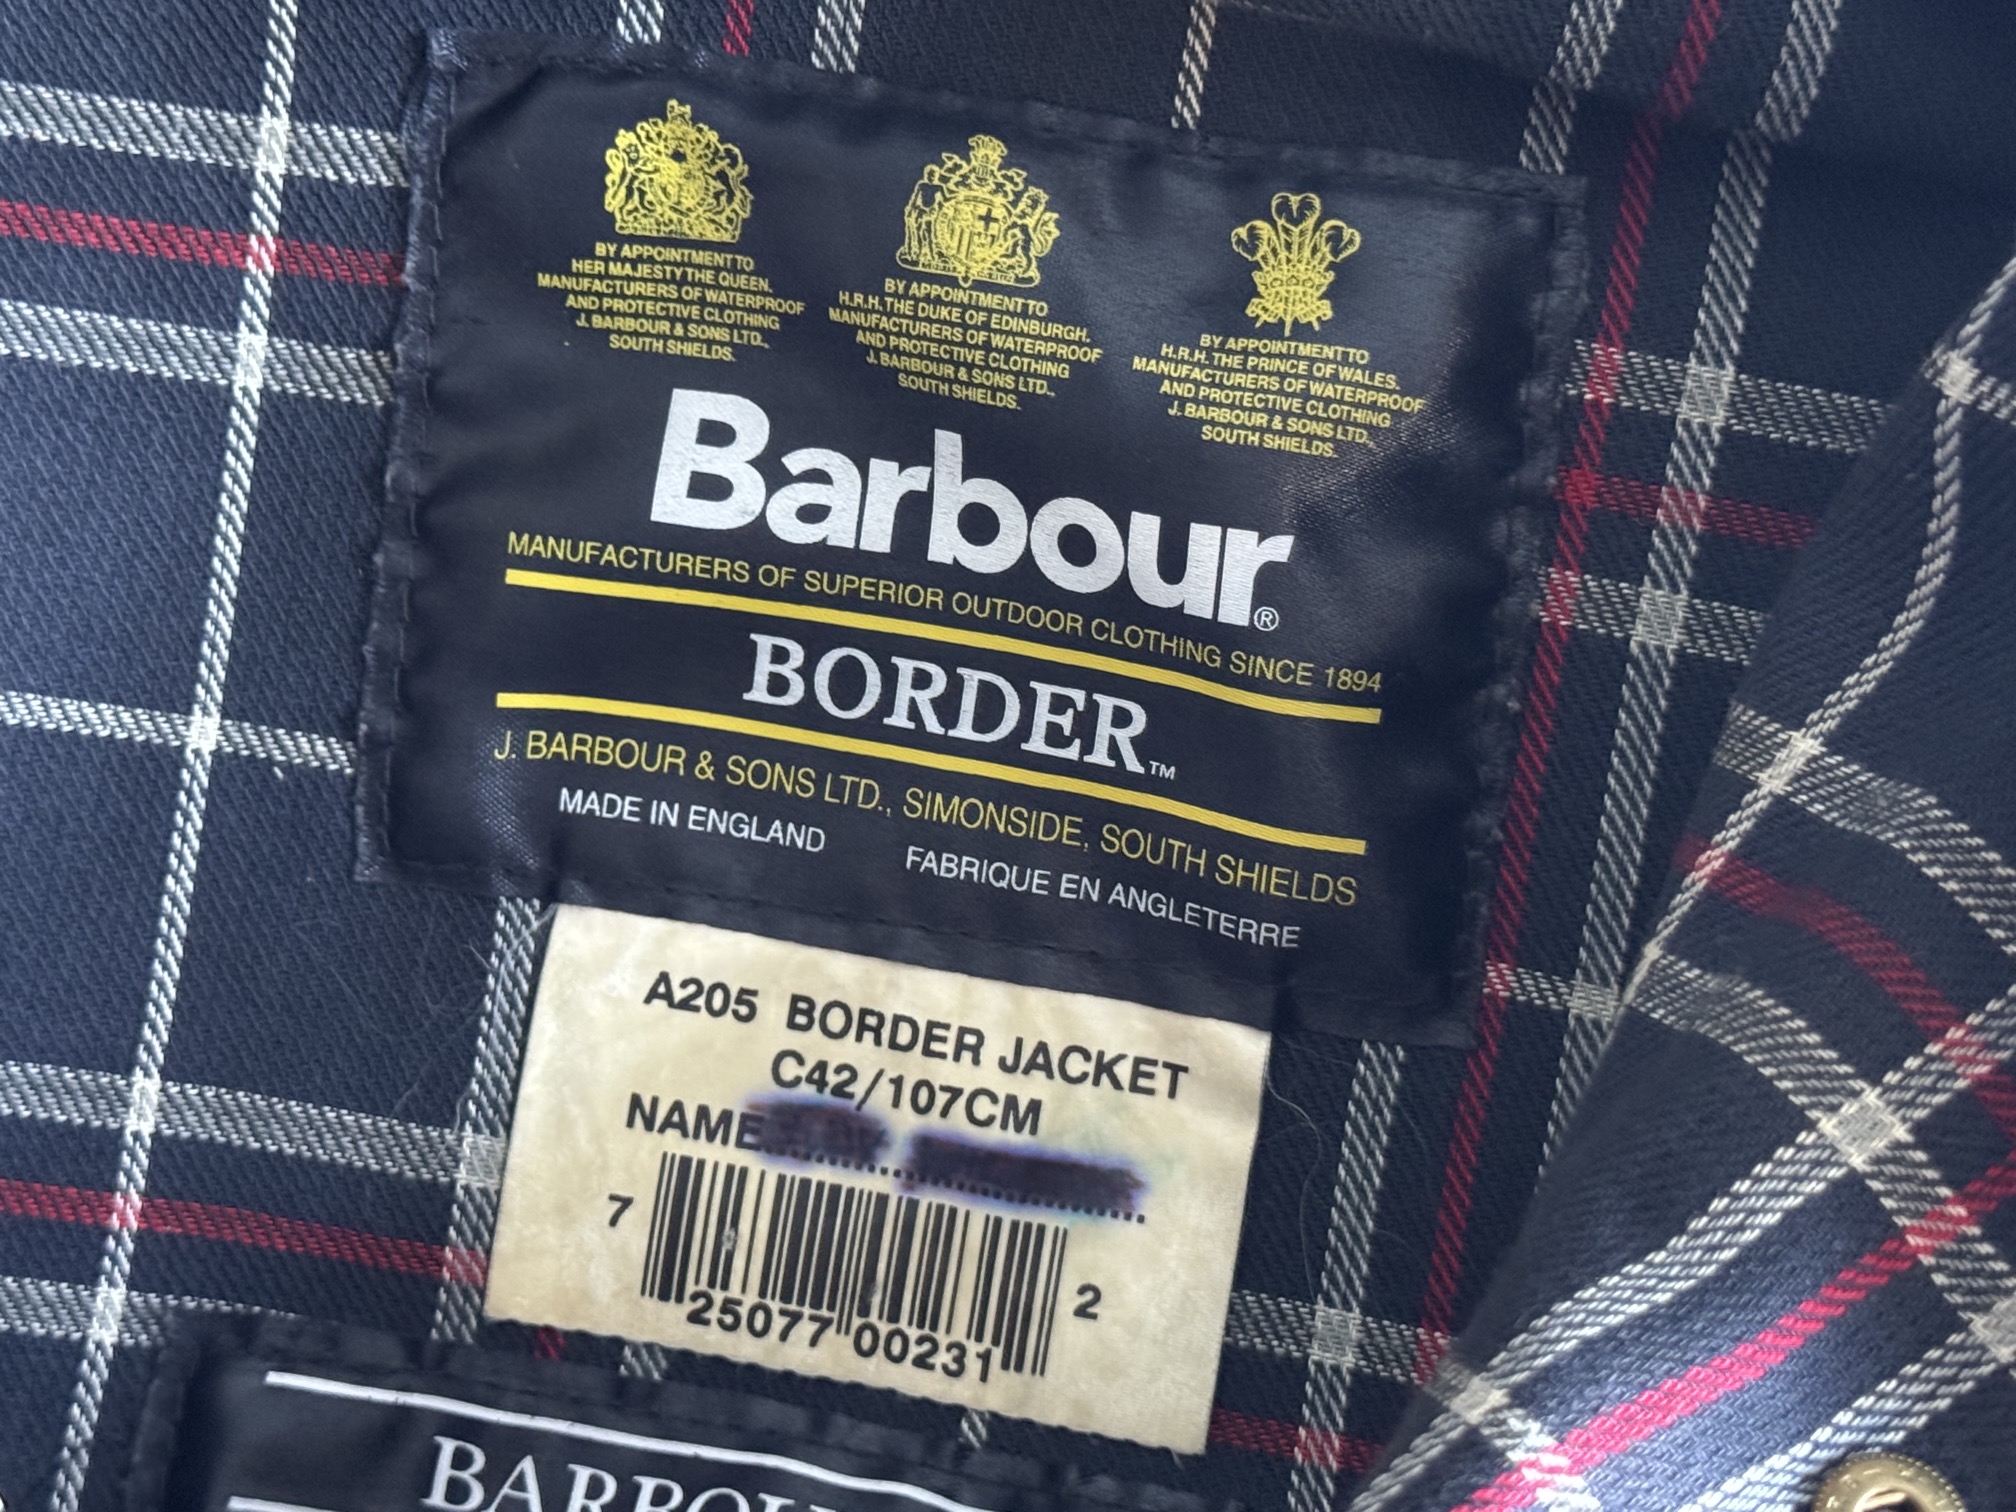 BY APPOINTMENT TO
HER MAJESTY THE QUEEN.
MANUFACTURERS OF WATERPROOF
AND PROTECTIVE CLOTHING
J. BARBOUR & SONS LTD.,
SOUTH SHIELDS.
BY APPOINTMENT TO
H.R.H. THE DUKE OF EDINBURGH.
MANUFACTURERS OF WATERPROOF
AND PROTECTIVE CLOTHING
J. BARBOUR & SONS LTD.,
SOUTH SHIELDS.
BY APPOINTMENT TO
H.R.H. THE PRINCE OF WALES.
MANUFACTURERS OF WATERPROOF
AND PROTECTIVE CLOTHING
J. BARBOUR & SONS LTD.,
SOUTH SHIELDS.
Barbour®
MANUFACTURERS OF SUPERIOR OUTDOOR CLOTHING SINCE 1894
BORDER™
J. BARBOUR & SONS LTD., SIMONSIDE, SOUTH SHIELDS
MADE IN ENGLAND FABRIQUE EN ANGLETERRE
A205 BORDER JACKET
C42/107CM
NAME
7 25077 00231 2